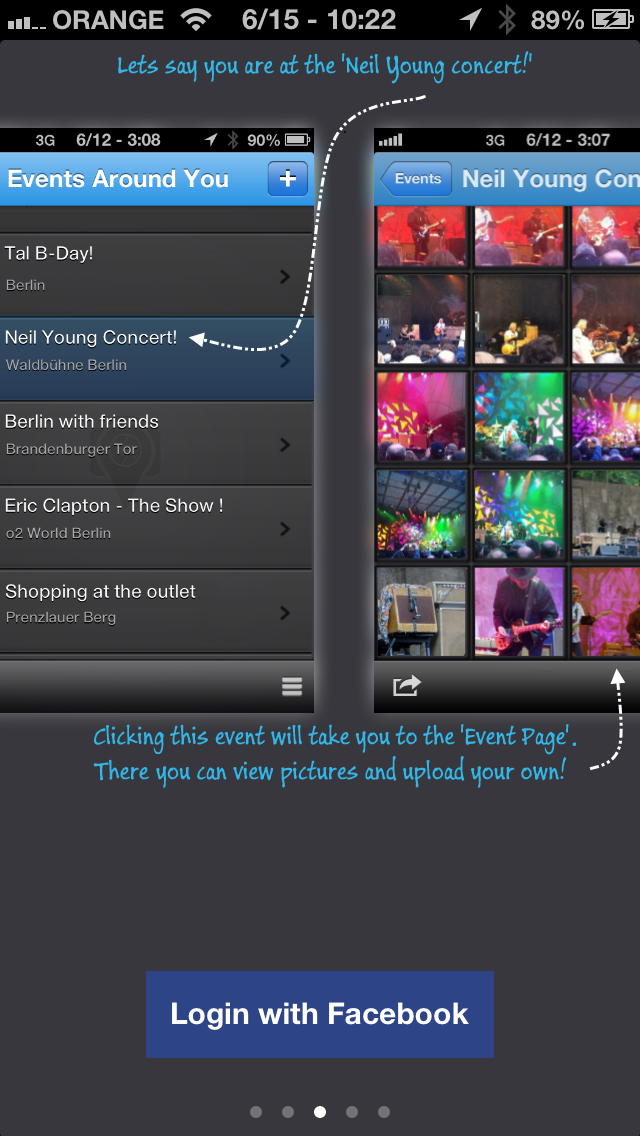 ORANGE 6/15 - 10:22 89%
Lets say you are at the 'Neil Young concert!'
3G 6/12 - 3:08 90%
Events Around You +
Tal B-Day!
Berlin
Neil Young Concert!
Waldbühne Berlin
Berlin with friends
Brandenburger Tor
Eric Clapton - The Show !
o2 World Berlin
Shopping at the outlet
Prenzlauer Berg
3G 6/12 - 3:07
Events Neil Young Con
Clicking this event will take you to the 'Event Page'.
There you can view pictures and upload your own!
Login with Facebook